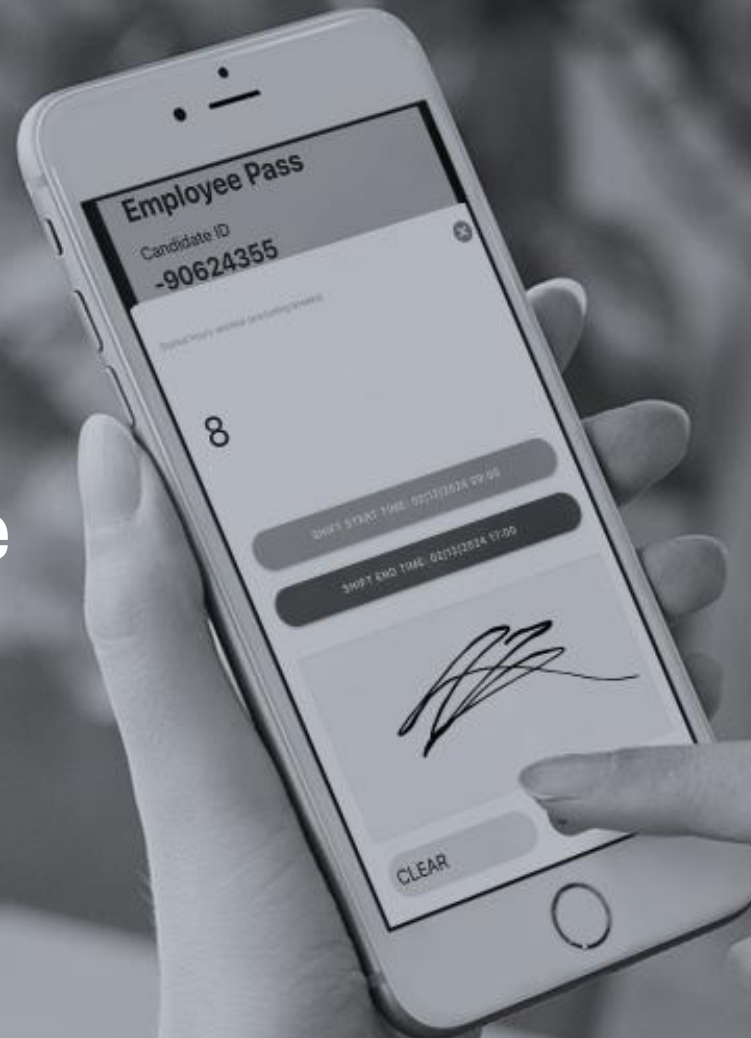 Employee Pass
Candidate ID
-90624355
8
SHIFT START TIME: 02/12/2024 09:00
SHIFT END TIME: 02/12/2024 17:00
e
CLEAR